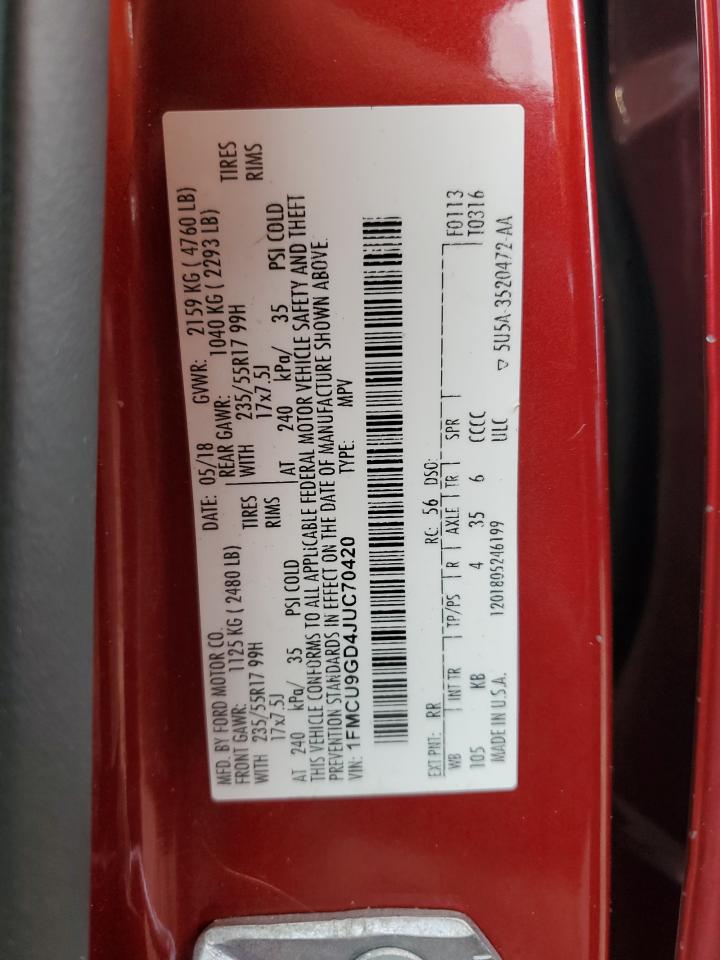 MFD. BY FORD MOTOR CO. DATE: 05/18 GVWR: 2159 KG ( 4760 LB)
FRONT GAWR: 1125 KG ( 2480 LB) REAR GAWR: 1040 KG ( 2293 LB)
WITH 235/55R17 99H TIRES WITH 235/55R17 99H TIRES
17x7.5J RIMS 17x7.5J RIMS
AT 240 kPa/ 35 PSI COLD AT 240 kPa/ 35 PSI COLD
THIS VEHICLE CONFORMS TO ALL APPLICABLE FEDERAL MOTOR VEHICLE SAFETY AND THEFT
PREVENTION STANDARDS IN EFFECT ON THE DATE OF MANUFACTURE SHOWN ABOVE.
VIN: 1FMCU9GD4JUC70420 TYPE: MPV
EXT PNT: RR RC: 56 DSO: F0113
WB INT TR TP/PS R AXLE TR SPR T0316
105 KB 4 35 6 CCCC
MADE IN U.S.A. 1201805246199 ULC ▽ 5U5A-3520472-AA